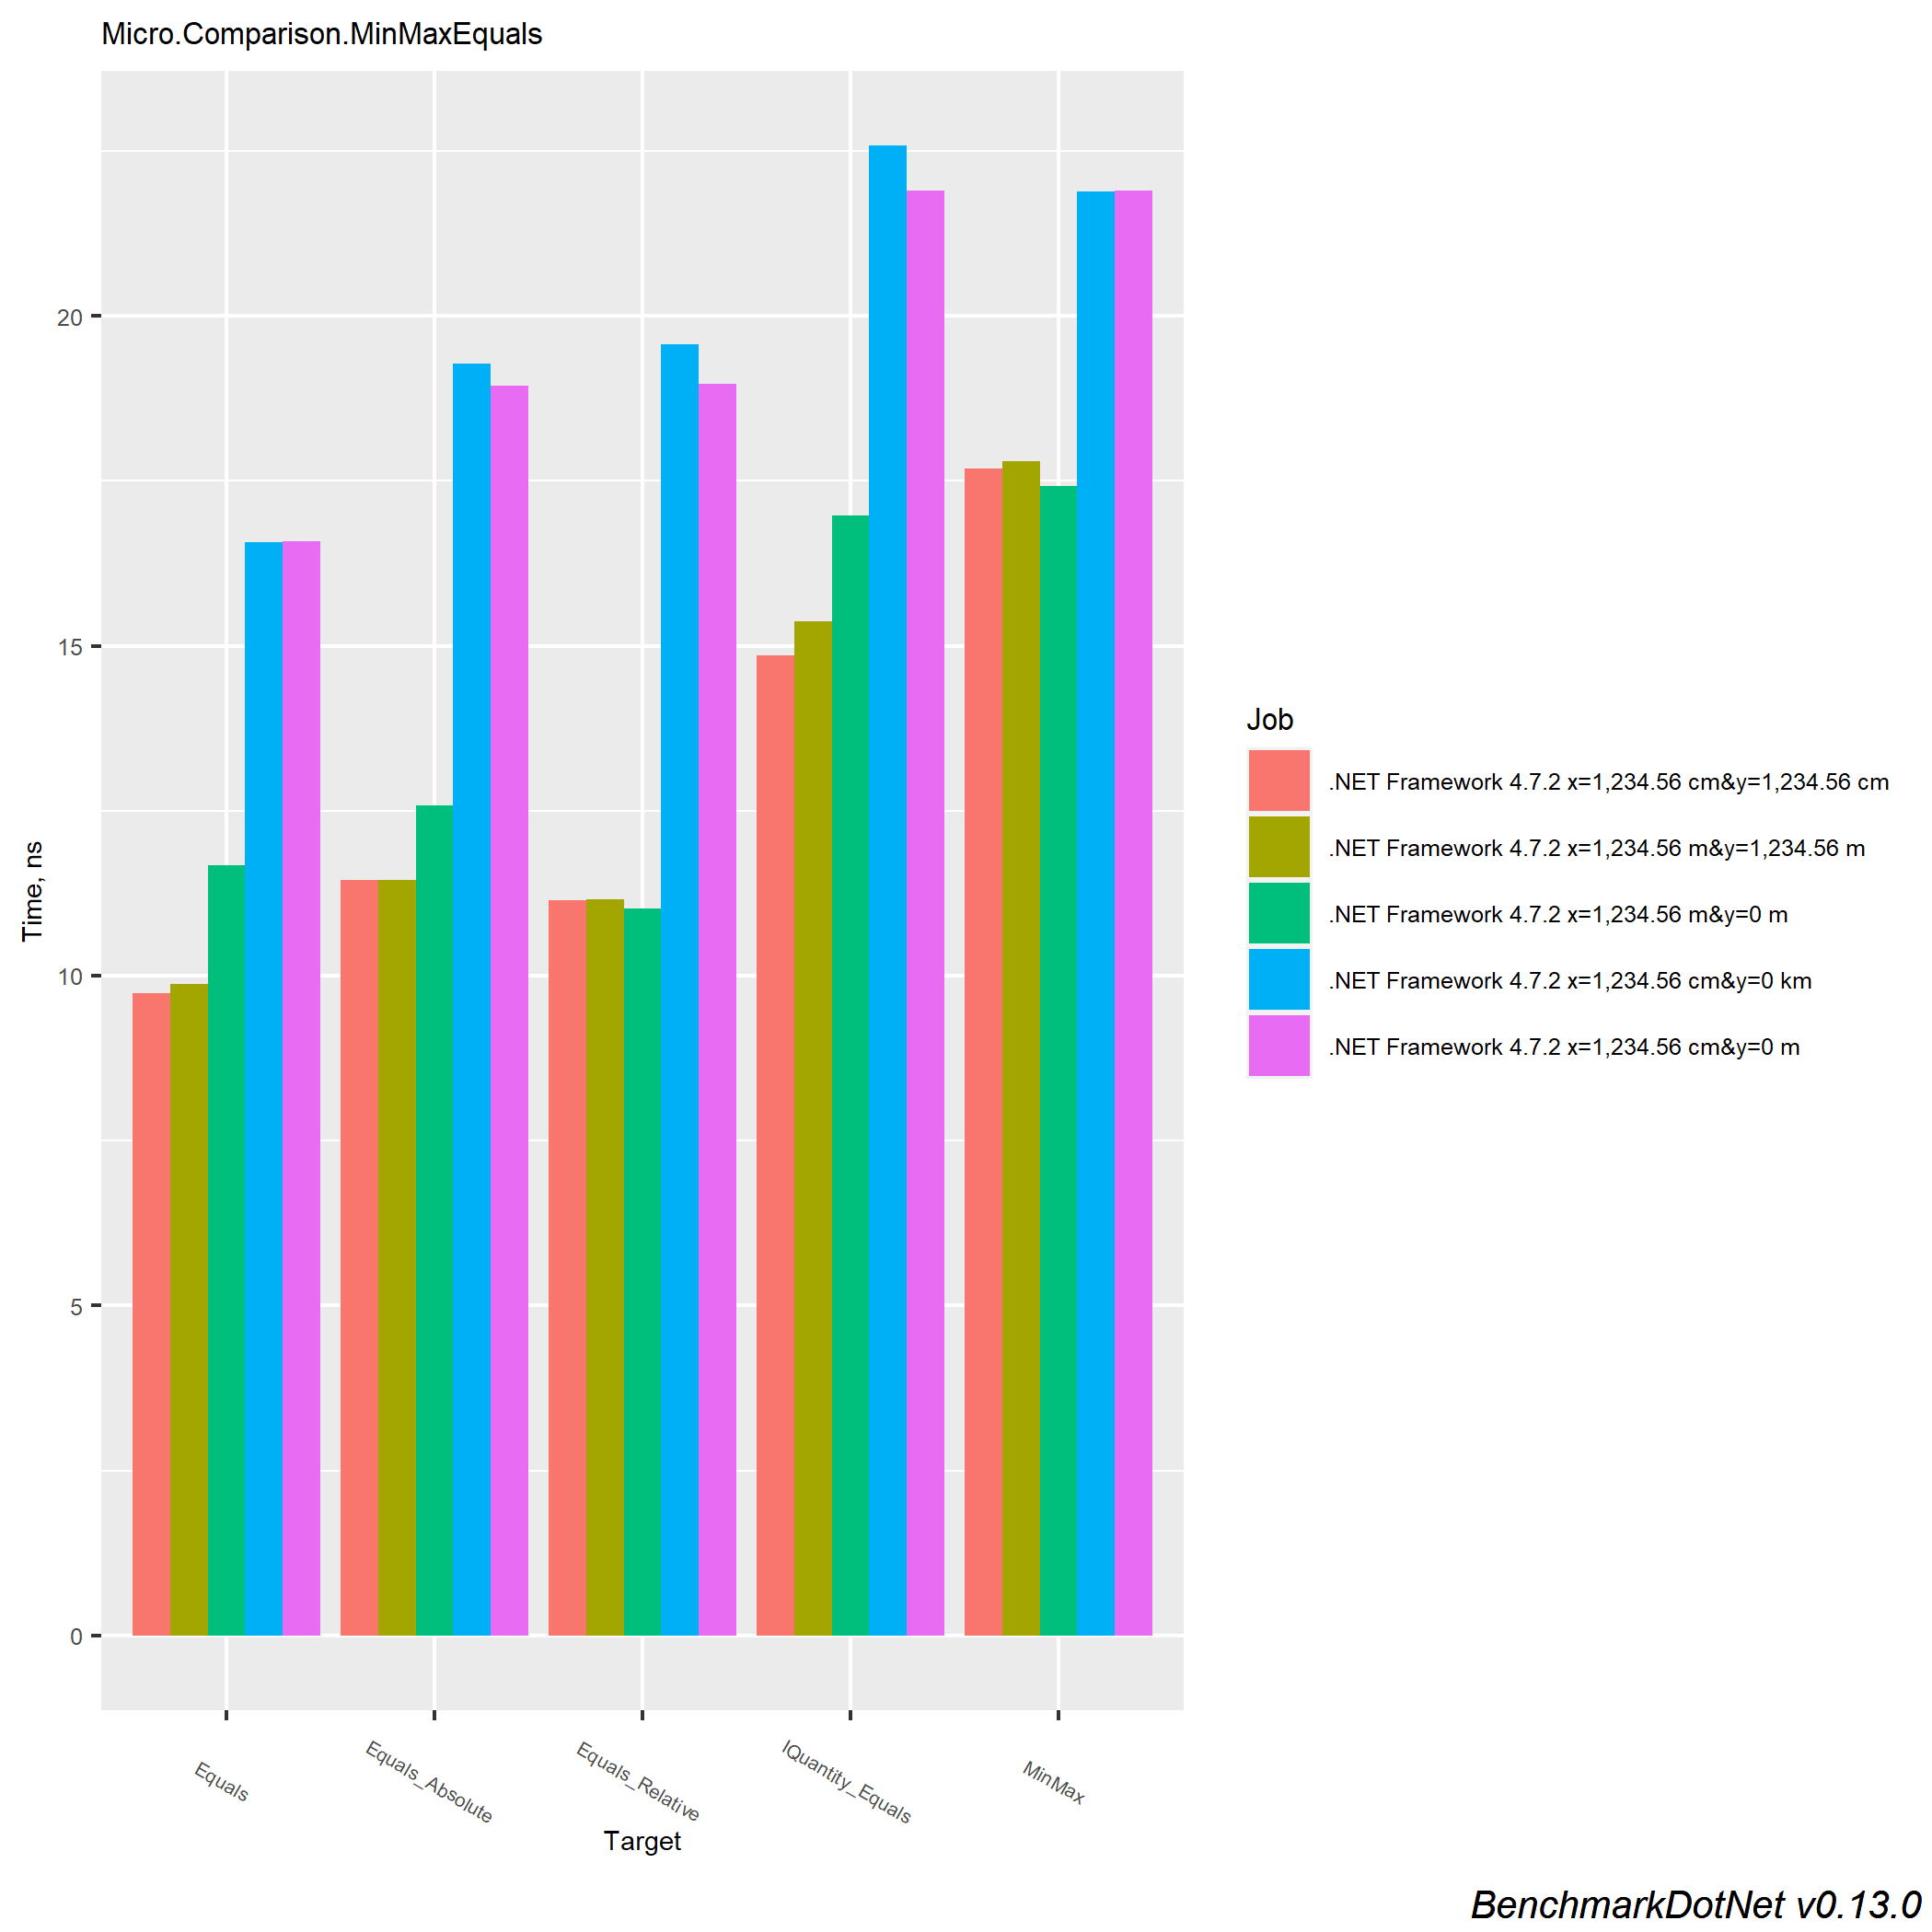 Micro.Comparison.MinMaxEquals
Time, ns
20
15
10
5
0
Equals
Equals_Absolute
Equals_Relative
IQuantity_Equals
MinMax
Target
Job
.NET Framework 4.7.2 x=1,234.56 cm&y=1,234.56 cm
.NET Framework 4.7.2 x=1,234.56 m&y=1,234.56 m
.NET Framework 4.7.2 x=1,234.56 m&y=0 m
.NET Framework 4.7.2 x=1,234.56 cm&y=0 km
.NET Framework 4.7.2 x=1,234.56 cm&y=0 m
BenchmarkDotNet v0.13.0